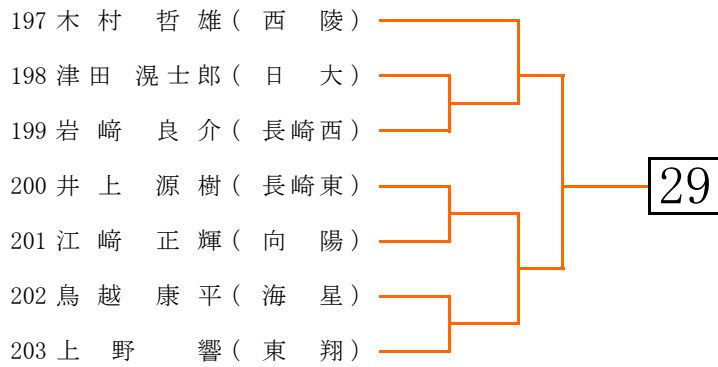 197 木村 哲雄(西陵)
198 津田 滉士郎(日大)
199 岩﨑 良介(長崎西)
200 井上 源樹(長崎東)
29
201 江﨑 正輝(向陽)
202 鳥越 康平(海星)
203 上野 響(東翔)